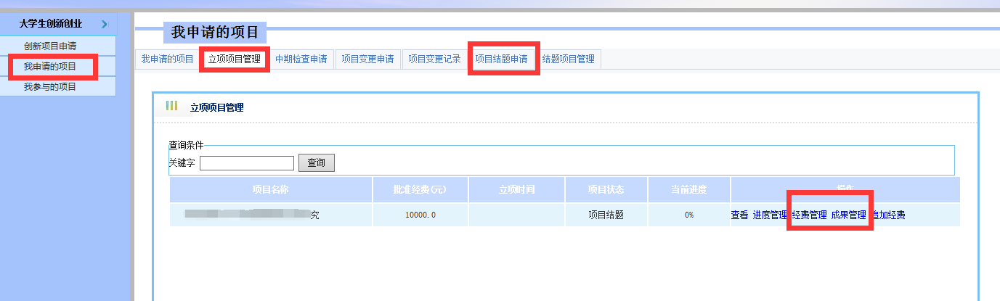 大学生创新创业
创新项目申请
我申请的项目
我参与的项目
我申请的项目
我申请的项目 立项项目管理 中期检查申请 项目变更申请 项目变更记录 项目结题申请 结题项目管理
立项项目管理
查询条件
关键字 查询
项目名称 批准经费(元) 立项时间 项目状态 当前进度 操作
究 10000.0 项目结题 0% 查看 进度管理 经费管理 成果管理 追加经费